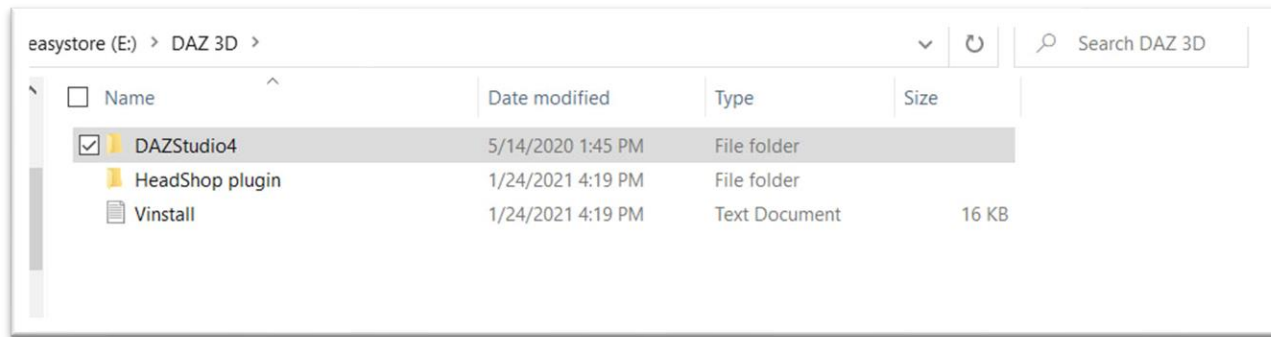 easystore (E:) > DAZ 3D > Search DAZ 3D
Name Date modified Type Size
DAZStudio4 5/14/2020 1:45 PM File folder
HeadShop plugin 1/24/2021 4:19 PM File folder
Vinstall 1/24/2021 4:19 PM Text Document 16 KB